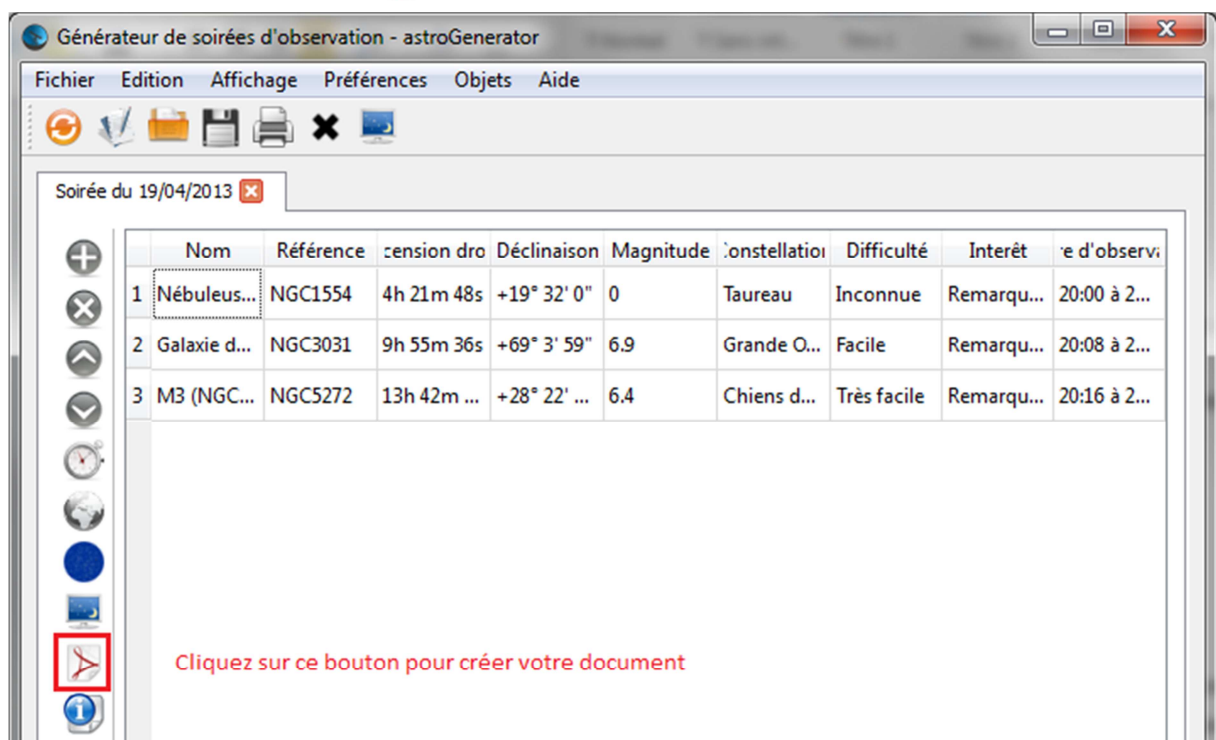 Générateur de soirées d'observation - astroGenerator
Fichier Edition Affichage Préférences Objets Aide
Soirée du 19/04/2013
Nom Référence cension dro Déclinaison Magnitude Constellation Difficulté Interêt e d'observa
1 Nébuleus... NGC1554 4h 21m 48s +19° 32' 0" 0 Taureau Inconnue Remarqu... 20:00 à 2...
2 Galaxie d... NGC3031 9h 55m 36s +69° 3' 59" 6.9 Grande O... Facile Remarqu... 20:08 à 2...
3 M3 (NGC... NGC5272 13h 42m ... +28° 22' ... 6.4 Chiens d... Très facile Remarqu... 20:16 à 2...
Cliquez sur ce bouton pour créer votre document